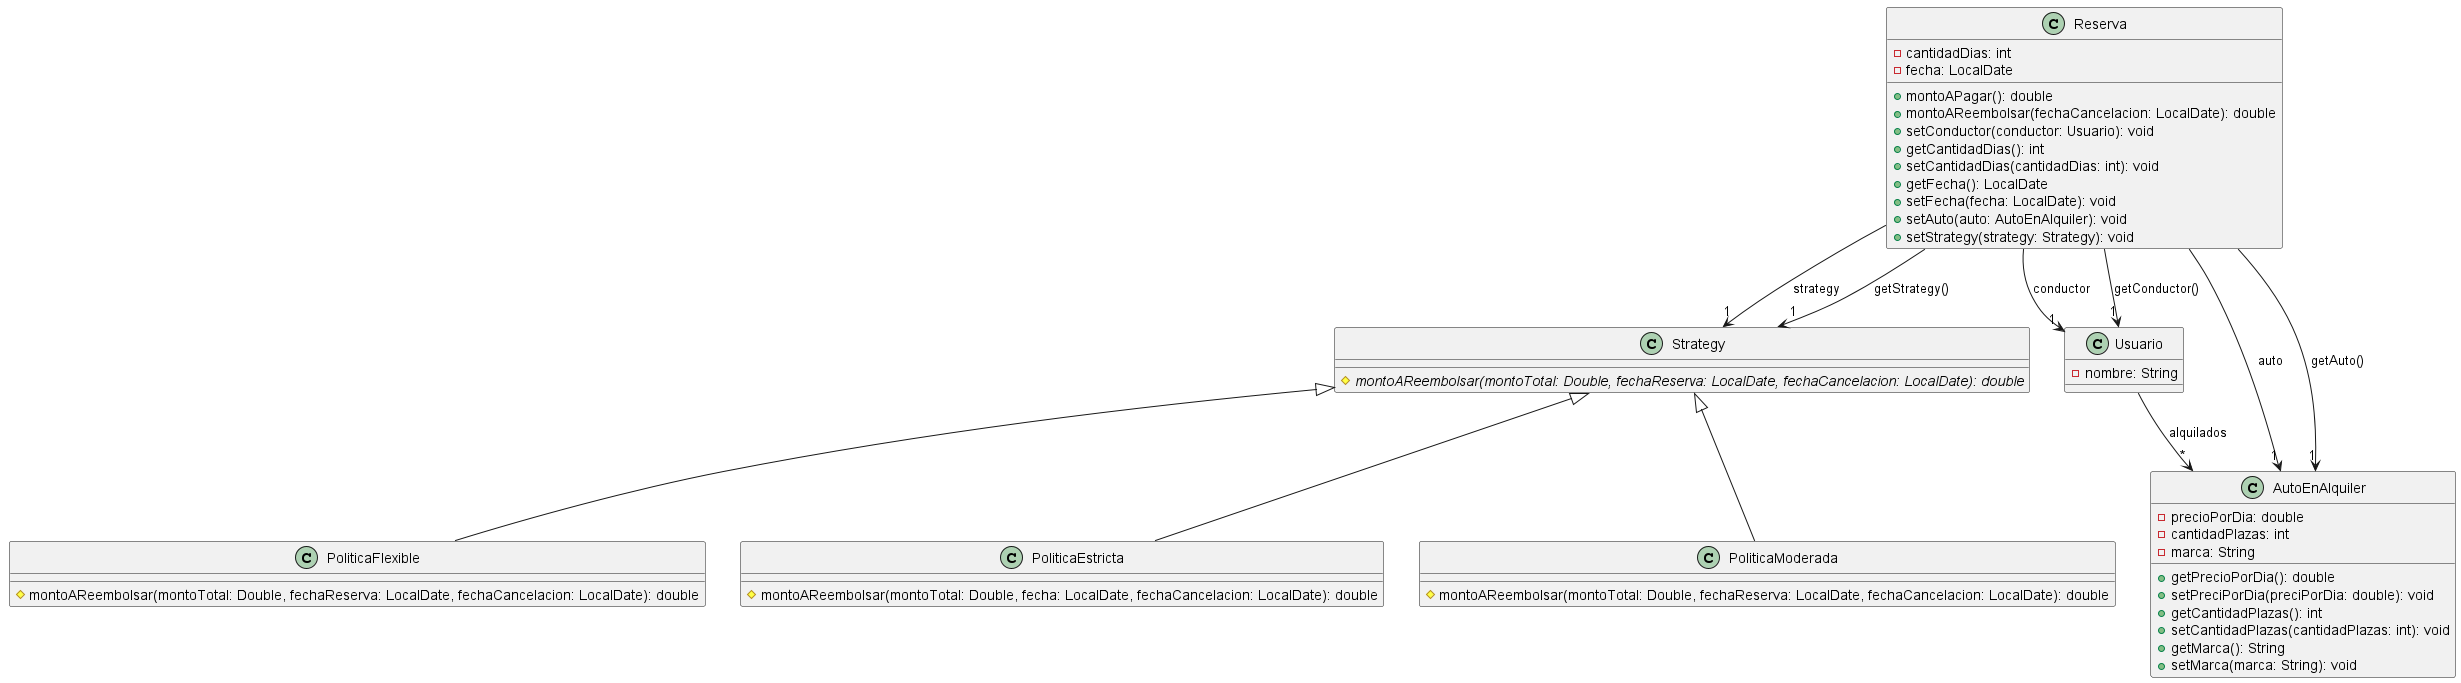 C Reserva
cantidadDias: int
fecha: LocalDate
montoAPagar(): double
montoAReembolsar(fechaCancelacion: LocalDate): double
setConductor(conductor: Usuario): void
getCantidadDias(): int
setCantidadDias(cantidadDias: int): void
getFecha(): LocalDate
setFecha(fecha: LocalDate): void
setAuto(auto: AutoEnAlquiler): void
setStrategy(strategy: Strategy): void
strategy
getStrategy()
conductor
getConductor()
1
1
1
1
C Strategy
montoAReembolsar(montoTotal: Double, fechaReserva: LocalDate, fechaCancelacion: LocalDate): double
C Usuario
nombre: String
auto
getAuto()
alquilados
*
1
1
C AutoEnAlquiler
precioPorDia: double
cantidadPlazas: int
marca: String
getPrecioPorDia(): double
setPreciPorDia(preciPorDia: double): void
getCantidadPlazas(): int
setCantidadPlazas(cantidadPlazas: int): void
getMarca(): String
setMarca(marca: String): void
C PoliticaFlexible
montoAReembolsar(montoTotal: Double, fechaReserva: LocalDate, fechaCancelacion: LocalDate): double
C PoliticaEstricta
montoAReembolsar(montoTotal: Double, fecha: LocalDate, fechaCancelacion: LocalDate): double
C PoliticaModerada
montoAReembolsar(montoTotal: Double, fechaReserva: LocalDate, fechaCancelacion: LocalDate): double